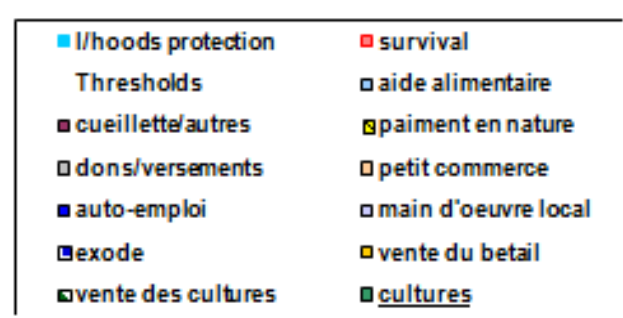 l/hoods protection survival
Thresholds aide alimentaire
cueillette/autres paiment en nature
dons/versements petit commerce
auto-emploi main d'oeuvre local
exode vente du betail
vente des cultures cultures